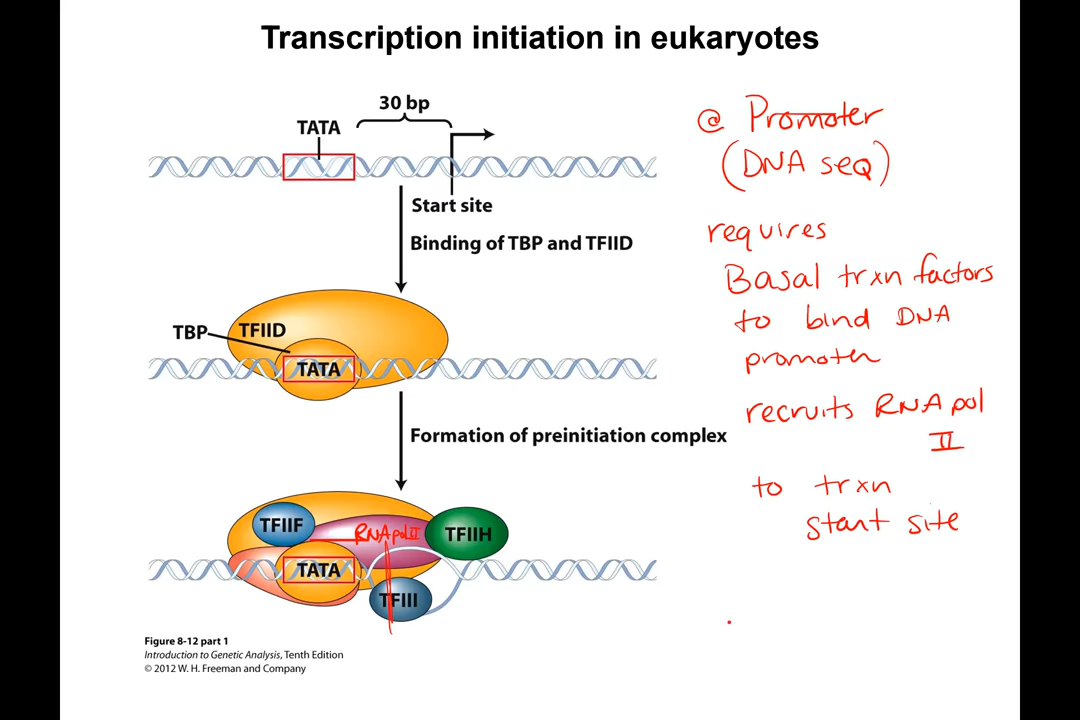 Transcription initiation in eukaryotes
30 bp
TATA
Start site
Binding of TBP and TFIID
TBP
TFIID
TATA
Formation of preinitiation complex
TFIIF
RNA pol II
TFIIH
TATA
TFIII
Figure 8-12 part 1
Introduction to Genetic Analysis, Tenth Edition
© 2012 W. H. Freeman and Company
@ Promoter
(DNA seq)
requires
Basal trxn factors
to bind DNA
promoter
recruits RNA pol
II
to trxn
start site